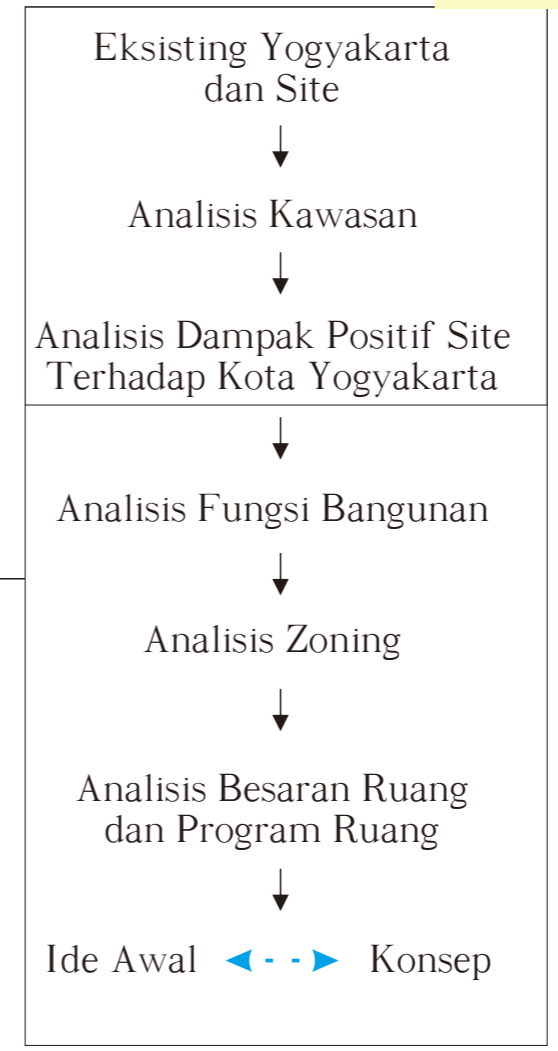 Eksisting Yogyakarta
dan Site
Analisis Kawasan
Analisis Dampak Positif Site
Terhadap Kota Yogyakarta
Analisis Fungsi Bangunan
Analisis Zoning
Analisis Besaran Ruang
dan Program Ruang
Ide Awal Konsep